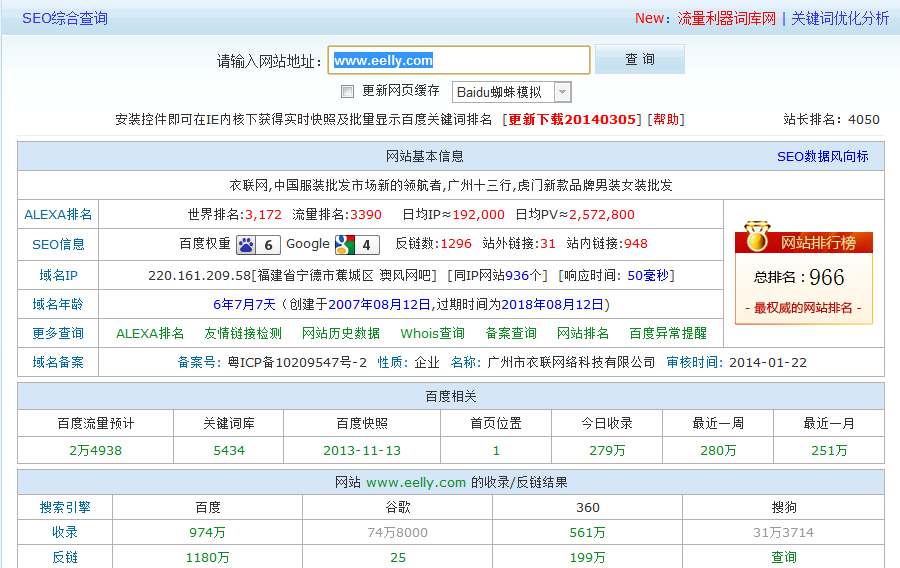 SEO综合查询 New：流量利器词库网 | 关键词优化分析
请输入网站地址： www.eelly.com 查 询
更新网页缓存 Baidu蜘蛛模拟
安装控件即可在IE内核下获得实时快照及批量显示百度关键词排名 [更新下载20140305] [帮助] 站长排名：4050
网站基本信息 SEO数据风向标
衣联网,中国服装批发市场新的领航者,广州十三行,虎门新款品牌男装女装批发
ALEXA排名 世界排名:3,172 流量排名:3390 日均IP≈192,000 日均PV≈2,572,800
SEO信息 百度权重 6 Google 4 反链数:1296 站外链接:31 站内链接:948
网站排行榜
总排名：966
- 最权威的网站排名 -
域名IP 220.161.209.58[福建省宁德市蕉城区 澳风网吧] [同IP网站936个] [响应时间：50毫秒]
域名年龄 6年7月7天（创建于2007年08月12日,过期时间为2018年08月12日)
更多查询 ALEXA排名 友情链接检测 网站历史数据 Whois查询 备案查询 网站排名 百度异常提醒
域名备案 备案号：粤ICP备10209547号-2 性质：企业 名称：广州市衣联网络科技有限公司 审核时间：2014-01-22
百度相关
百度流量预计 关键词库 百度快照 首页位置 今日收录 最近一周 最近一月
2万4938 5434 2013-11-13 1 279万 280万 251万
网站 www.eelly.com 的收录/反链结果
搜索引擎 百度 谷歌 360 搜狗
收录 974万 74万8000 561万 31万3714
反链 1180万 25 199万 查询